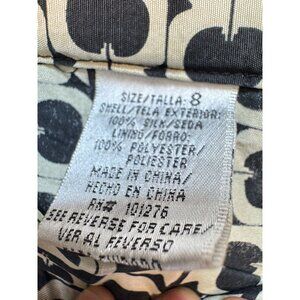 SIZE/TALLA: 8
SHELL/TELA EXTERIOR:
100% SILK/SEDA
LINING/FORRO:
100% POLYESTER/
POLIESTER
MADE IN CHINA/
HECHO EN CHINA
RN# 101276
SEE REVERSE FOR CARE/
VER AL REVERSO